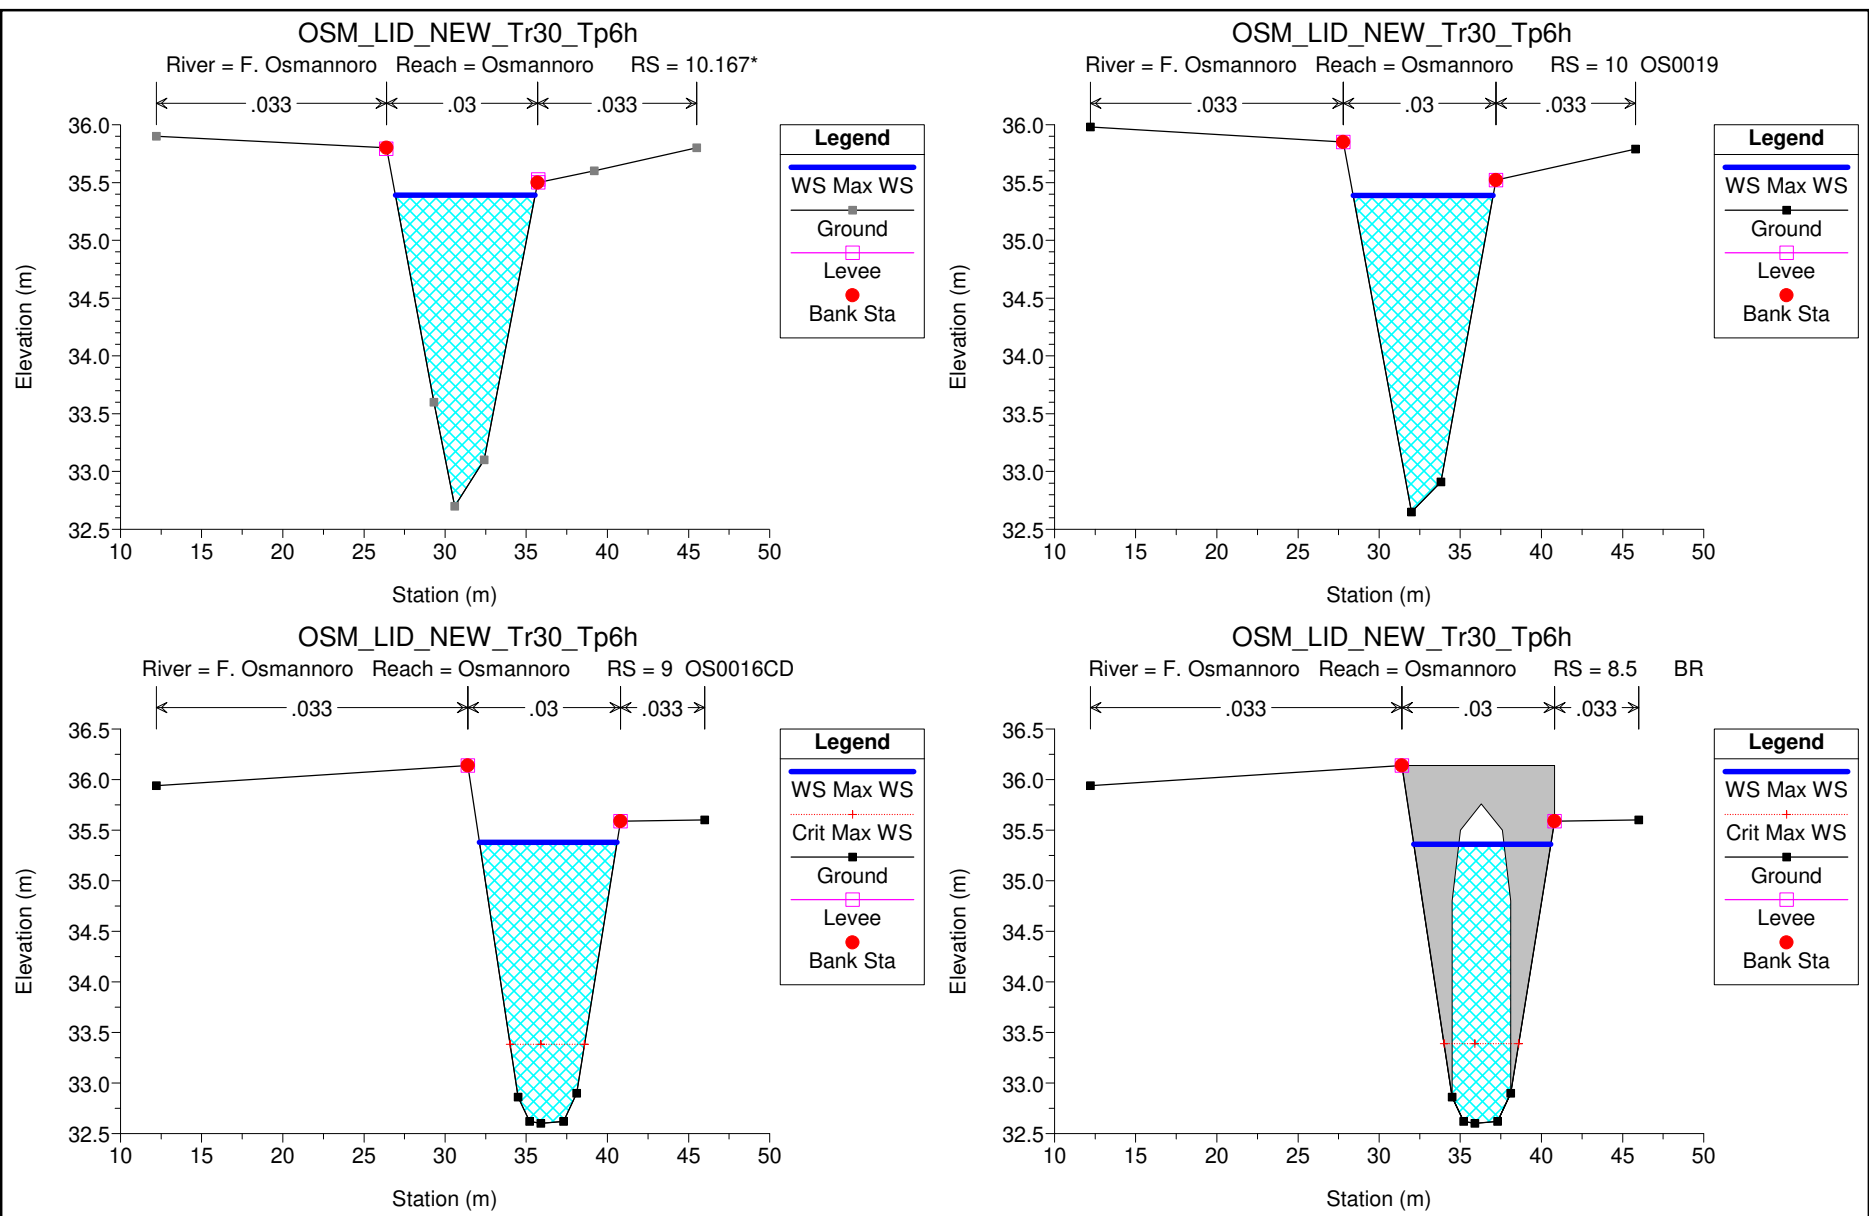 OSM_LID_NEW_Tr30_Tp6h
River = F. Osmannoro Reach = Osmannoro RS = 10.167*
.033 .03 .033
36.0
35.5
35.0
34.5
34.0
33.5
33.0
32.5
Elevation (m)
10 15 20 25 30 35 40 45 50
Station (m)
Legend
WS Max WS
Ground
Levee
Bank Sta
OSM_LID_NEW_Tr30_Tp6h
River = F. Osmannoro Reach = Osmannoro RS = 10 OS0019
.033 .03 .033
36.0
35.5
35.0
34.5
34.0
33.5
33.0
32.5
Elevation (m)
10 15 20 25 30 35 40 45 50
Station (m)
Legend
WS Max WS
Ground
Levee
Bank Sta
OSM_LID_NEW_Tr30_Tp6h
River = F. Osmannoro Reach = Osmannoro RS = 9 OS0016CD
.033 .03 .033
36.5
36.0
35.5
35.0
34.5
34.0
33.5
33.0
32.5
Elevation (m)
10 15 20 25 30 35 40 45 50
Station (m)
Legend
WS Max WS
Crit Max WS
Ground
Levee
Bank Sta
OSM_LID_NEW_Tr30_Tp6h
River = F. Osmannoro Reach = Osmannoro RS = 8.5 BR
.033 .03 .033
36.5
36.0
35.5
35.0
34.5
34.0
33.5
33.0
32.5
Elevation (m)
10 15 20 25 30 35 40 45 50
Station (m)
Legend
WS Max WS
Crit Max WS
Ground
Levee
Bank Sta